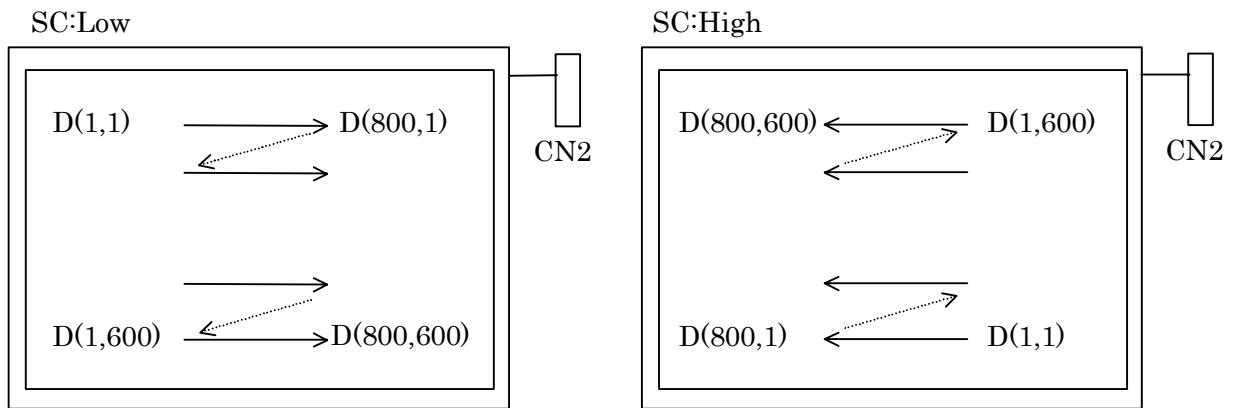 SC:Low
D(1,1) D(800,1)
CN2
D(1,600) D(800,600)
SC:High
D(800,600) D(1,600)
CN2
D(800,1) D(1,1)